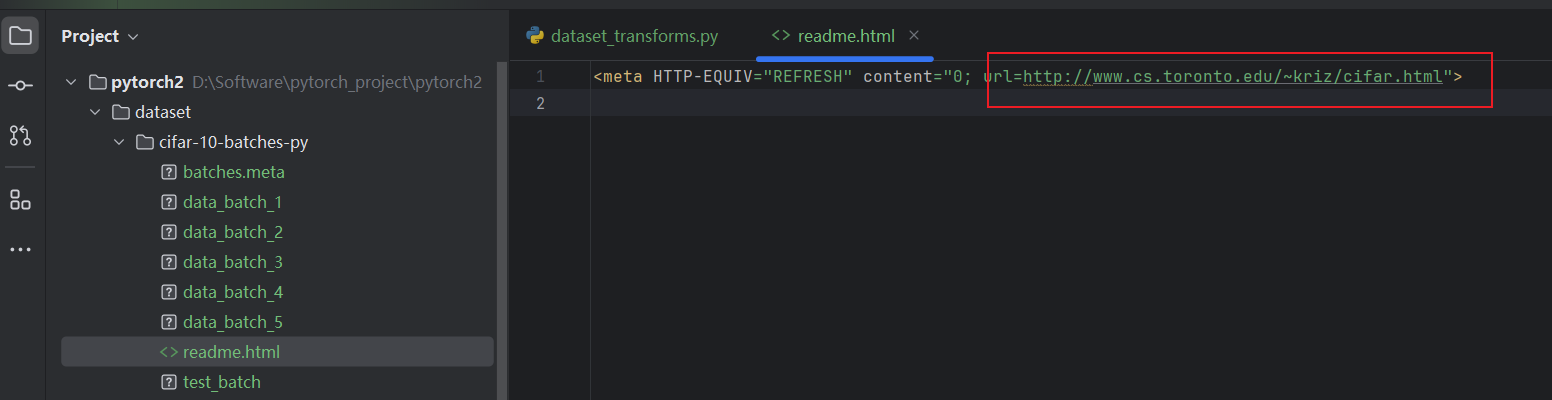 Project
pytorch2 D:\Software\pytorch_project\pytorch2
dataset
cifar-10-batches-py
batches.meta
data_batch_1
data_batch_2
data_batch_3
data_batch_4
data_batch_5
readme.html
test_batch
dataset_transforms.py
readme.html
1 <meta HTTP-EQUIV="REFRESH" content="0; url=http://www.cs.toronto.edu/~kriz/cifar.html">
2